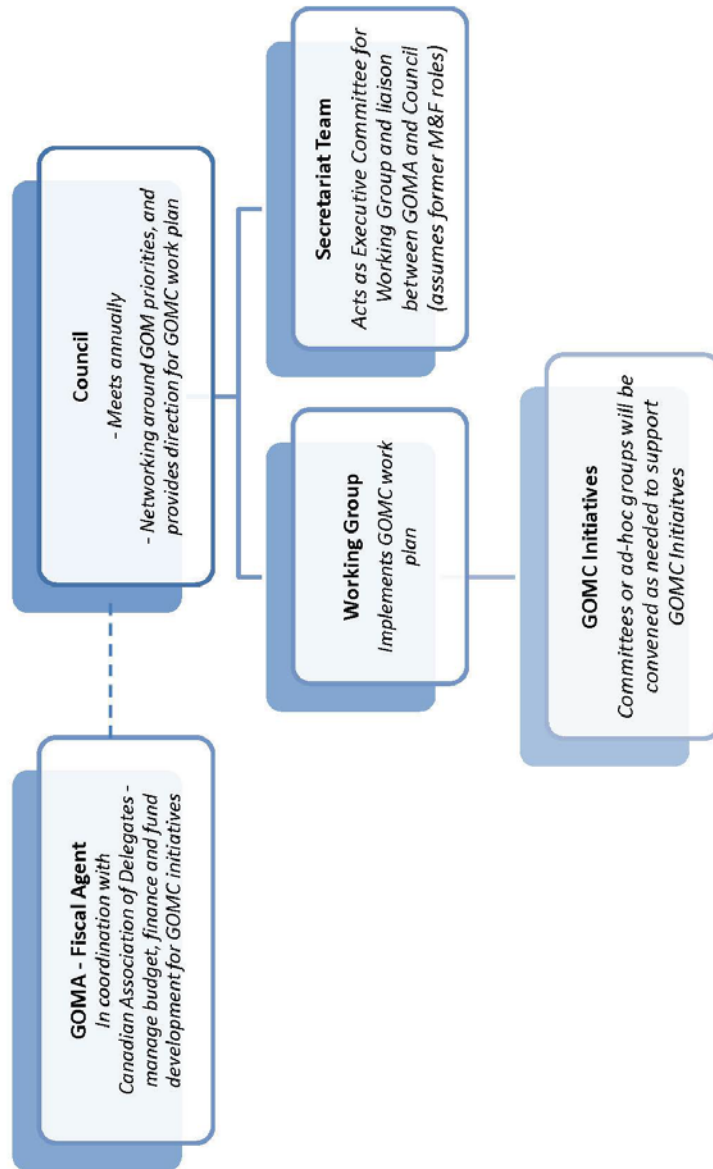 GOMA - Fiscal Agent
In coordination with
Canadian Association of Delegates -
manage budget, finance and fund
development for GOMC initiatives
Council
- Meets annually
- Networking around GOM priorities, and
provides direction for GOMC work plan
Working Group
Implements GOMC work
plan
Secretariat Team
Acts as Executive Committee for
Working Group and liaison
between GOMA and Council
(assumes former M&F roles)
GOMC Initiatives
Committees or ad-hoc groups will be
convened as needed to support
GOMC Initiaitves